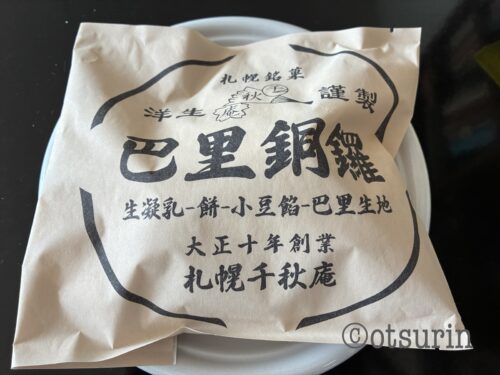 札幌銘菓
千秋庵
洋生 謹製
巴里銅鑼
生凝乳-餅-小豆餡-巴里生地
大正十年創業
札幌千秋庵
©otsurin